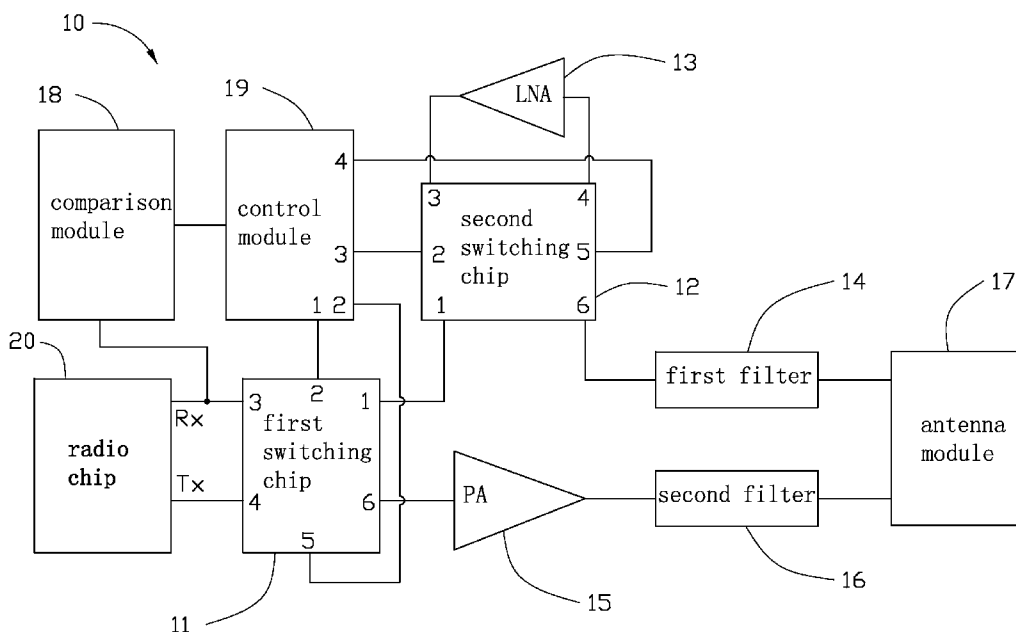 10
18
19
13
LNA
4
3
4
comparison
module
control
module
second
switching
chip
3
2
5
1
2
1
6
12
14
17
20
2
first filter
Rx
3
1
radio
chip
first
switching
chip
antenna
module
Tx
4
6
PA
second filter
5
11
15
16